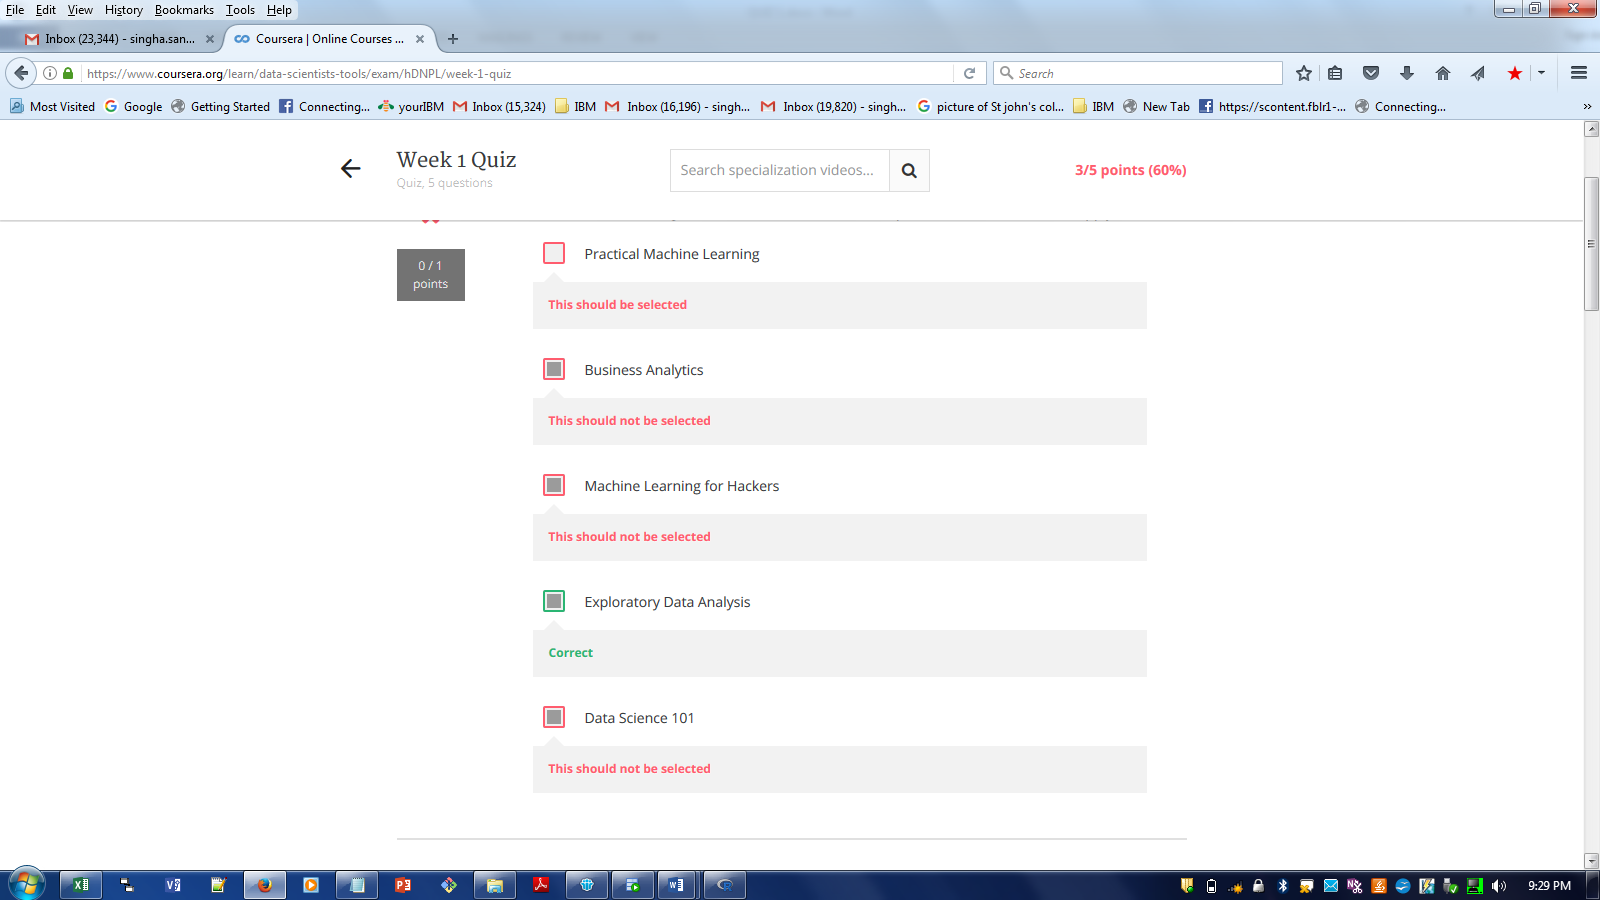 File Edit View History Bookmarks Tools Help
Inbox (23,344) - singha.san... Coursera | Online Courses ...
https://www.coursera.org/learn/data-scientists-tools/exam/hDNPL/week-1-quiz Search
Most Visited Google Getting Started Connecting... yourIBM Inbox (15,324) IBM Inbox (16,196) - singh... Inbox (19,820) - singh... picture of St john's col... IBM New Tab https://scontent.fblr1-... Connecting... »
Week 1 Quiz
Quiz, 5 questions
Search specialization videos...
3/5 points (60%)
0 / 1
points
Practical Machine Learning
This should be selected
Business Analytics
This should not be selected
Machine Learning for Hackers
This should not be selected
Exploratory Data Analysis
Correct
Data Science 101
This should not be selected
9:29 PM